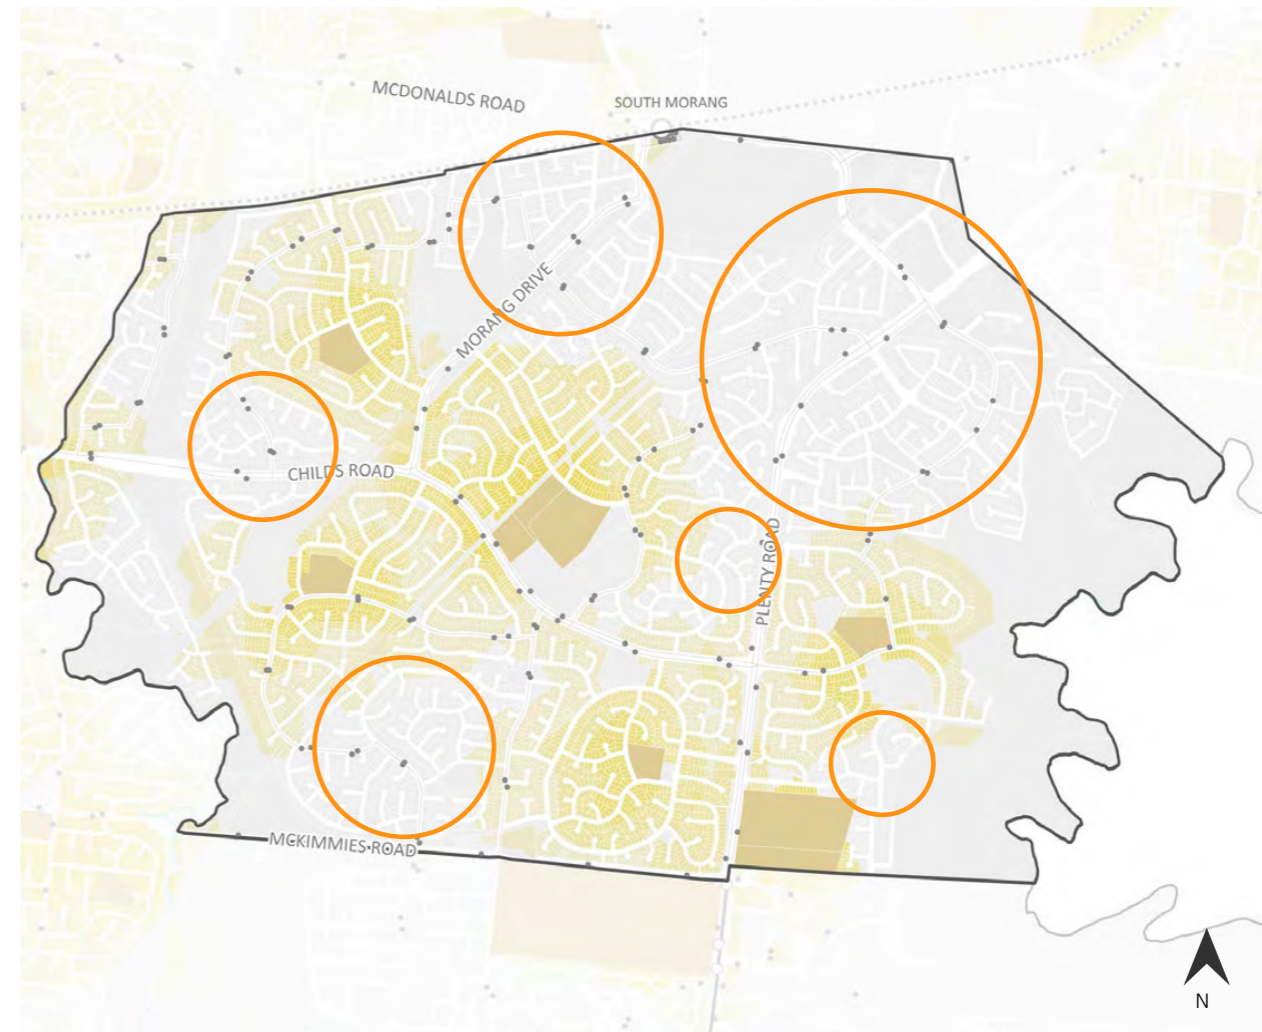 MCDONALDS ROAD
SOUTH MORANG
MORANG DRIVE
CHILDS ROAD
PLENTY ROAD
MCKIMMIES ROAD
N